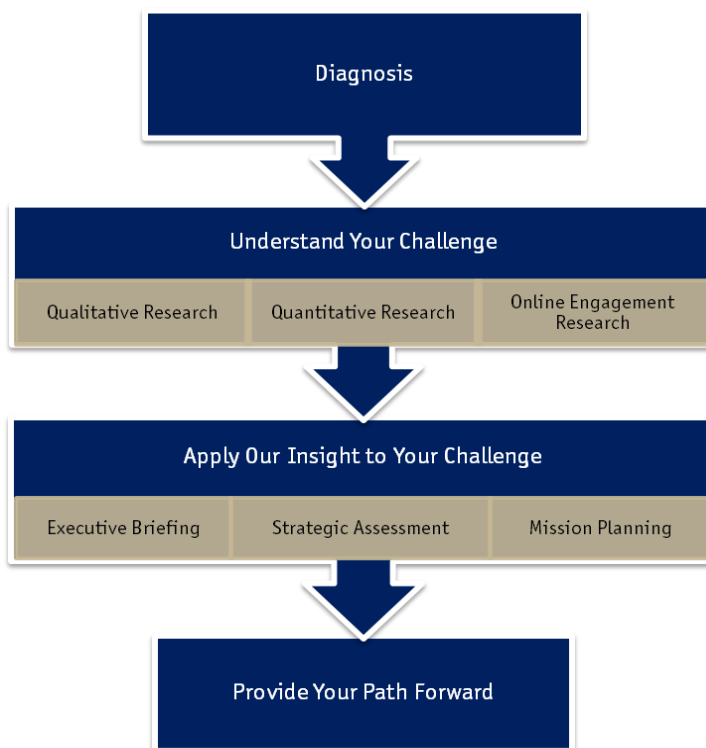 Diagnosis
Understand Your Challenge
Qualitative Research
Quantitative Research
Online Engagement
Research
Apply Our Insight to Your Challenge
Executive Briefing
Strategic Assessment
Mission Planning
Provide Your Path Forward